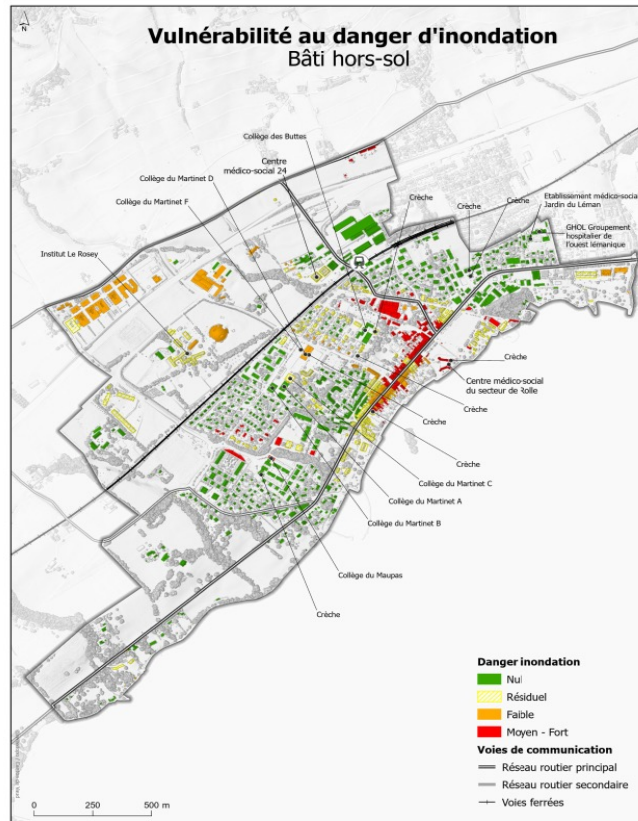 N
Vulnérabilité au danger d'inondation
Bâti hors-sol
Collège des Buttes
Centre
médico-social 24
Collège du Martinet D
Collège du Martinet F
Institut Le Rosey
Crèche
Crèche
Crèche
Etablissement médico-social
Jardin du Léman
GHOL Groupement
hospitalier de
l'ouest lémanique
Crèche
Centre médico-social
du secteur de Rolle
Crèche
Crèche
Crèche
Collège du Martinet C
Collège du Martinet A
Collège du Martinet B
Collège du Maupas
Crèche
Danger inondation
Nul
Résiduel
Faible
Moyen - Fort
Voies de communication
Réseau routier principal
Réseau routier secondaire
Voies ferrées
0 250 500 m